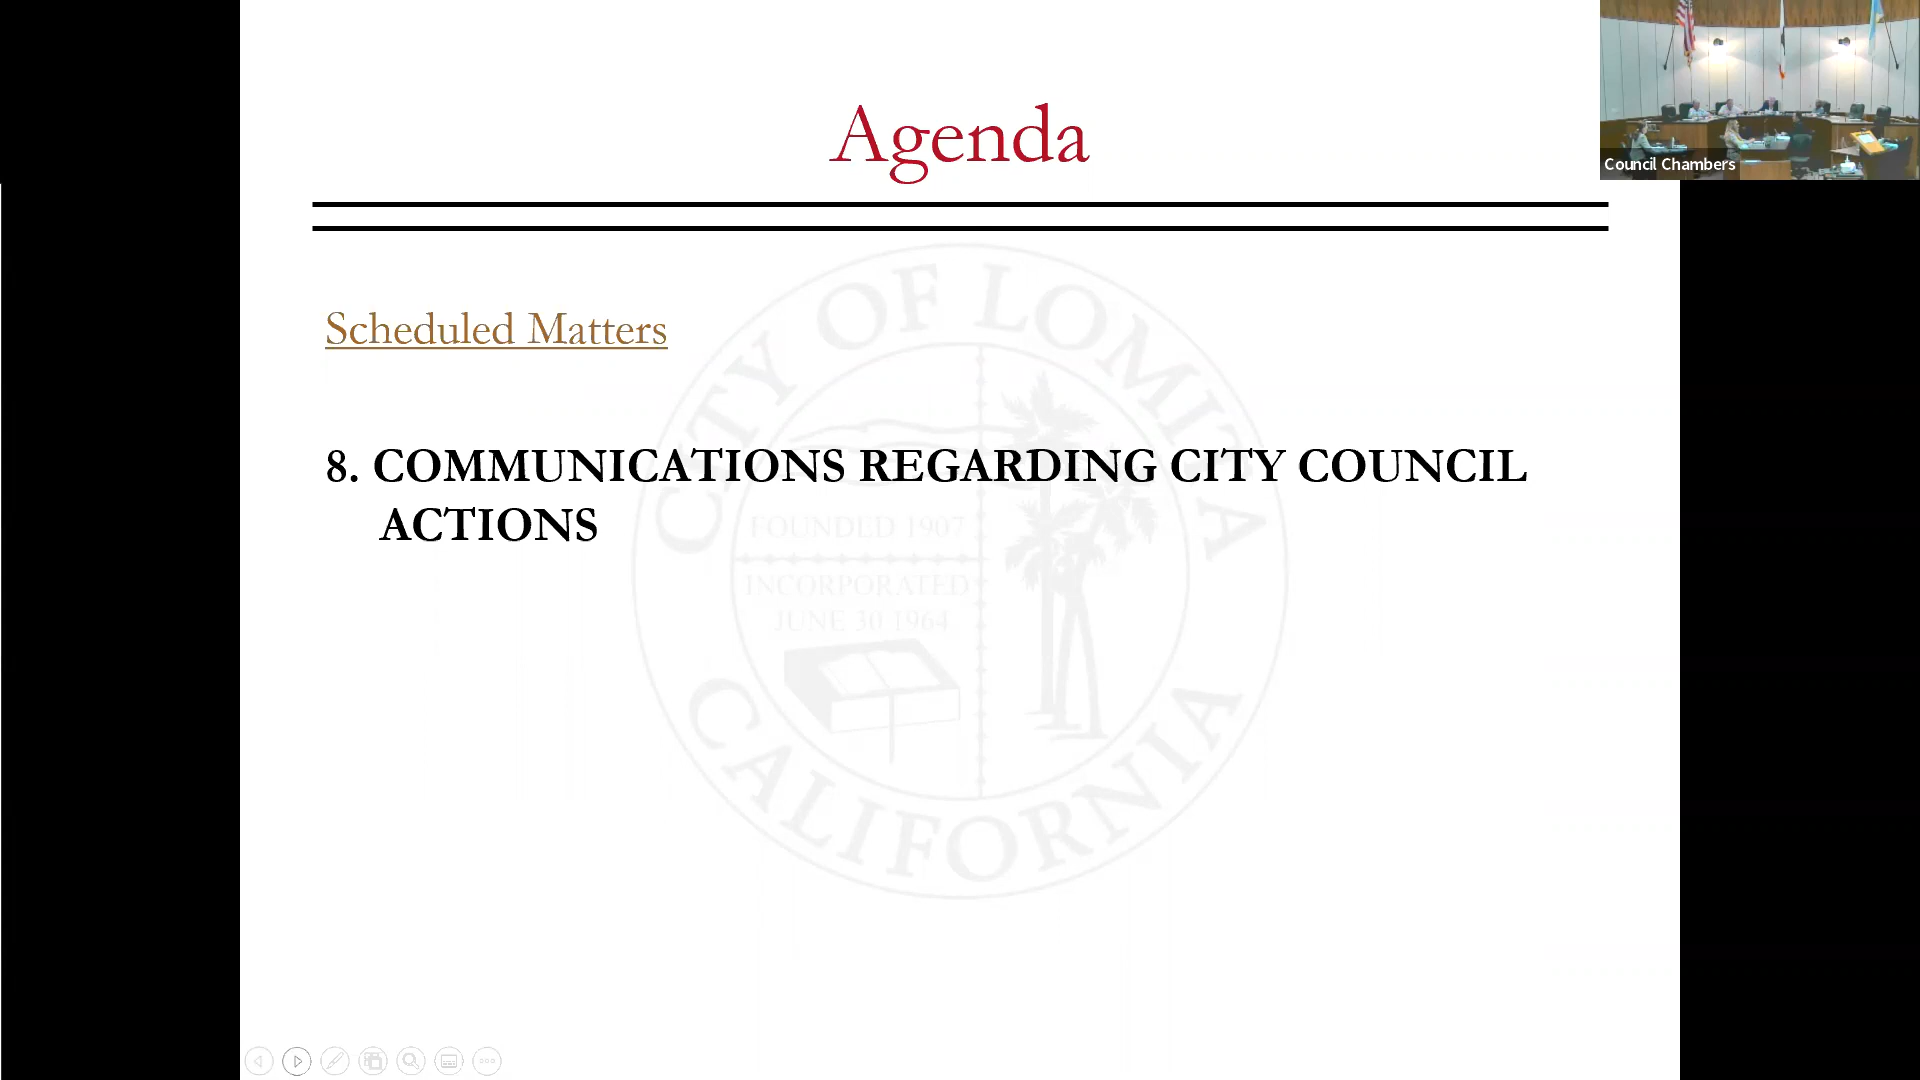 Agenda
Council Chambers
Scheduled Matters
8. COMMUNICATIONS REGARDING CITY COUNCIL
ACTIONS
CITY OF LOMITA
FOUNDED 1907
INCORPORATED
JUNE 30 1964
CALIFORNIA